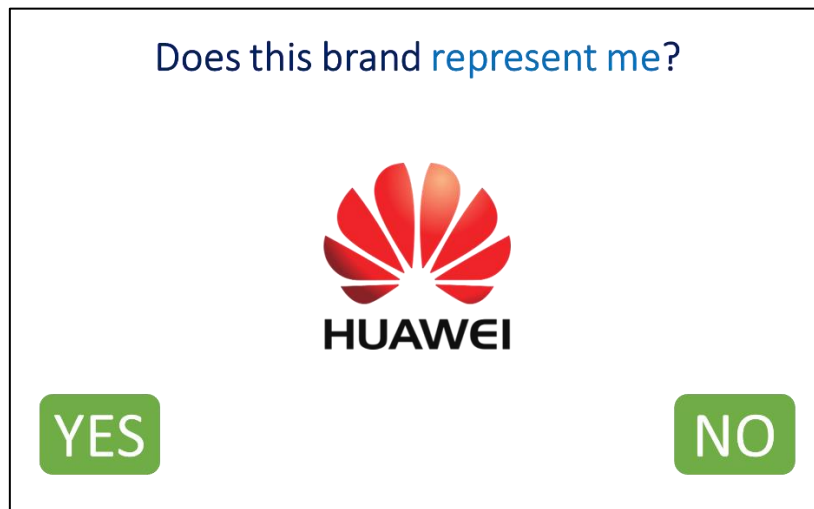 Does this brand represent me?
HUAWEI
YES
NO